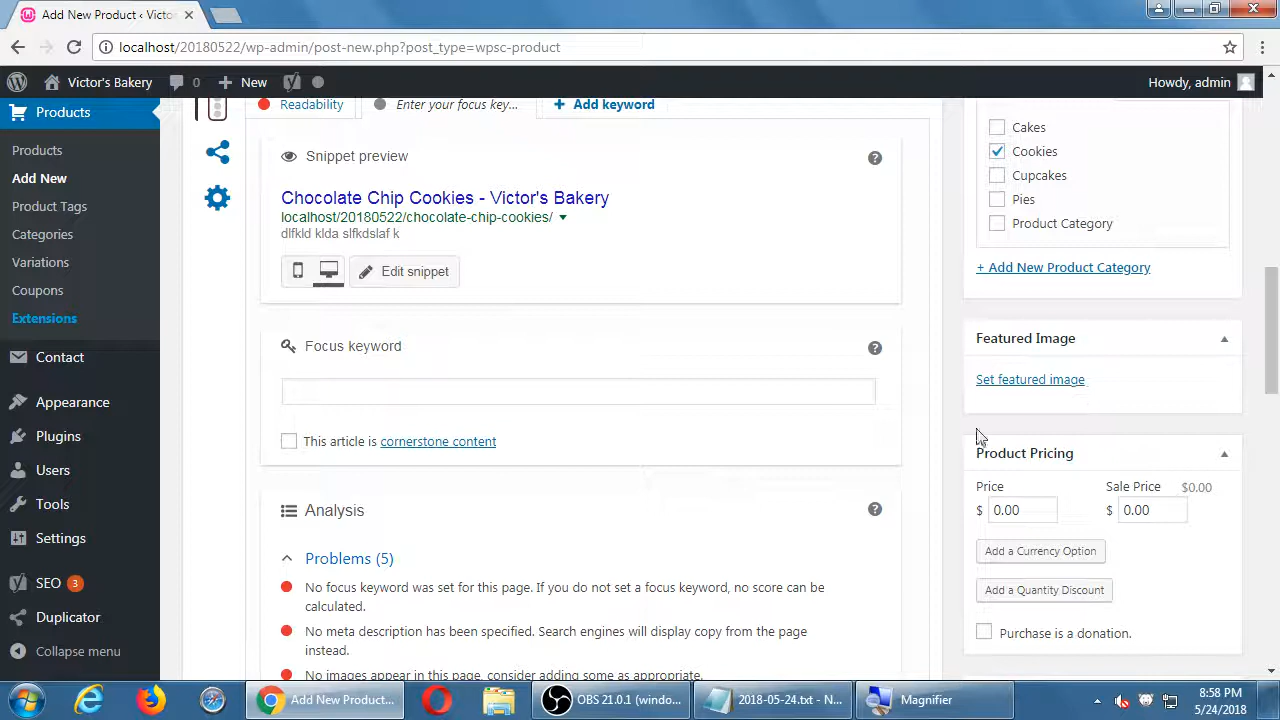 Add New Product ‹ Victo
localhost/20180522/wp-admin/post-new.php?post_type=wpsc-product
Victor's Bakery 0 New Howdy, admin
Products
Products
Add New
Product Tags
Categories
Variations
Coupons
Extensions
Contact
Appearance
Plugins
Users
Tools
Settings
SEO 3
Duplicator
Collapse menu
Readability Enter your focus key... + Add keyword
Snippet preview ?
Chocolate Chip Cookies - Victor's Bakery
localhost/20180522/chocolate-chip-cookies/
dlfkld klda slfkdslaf k
Edit snippet
Focus keyword ?
This article is cornerstone content
Analysis ?
Problems (5)
No focus keyword was set for this page. If you do not set a focus keyword, no score can be
calculated.
No meta description has been specified. Search engines will display copy from the page
instead.
No images appear in this page, consider adding some as appropriate.
Cakes
Cookies
Cupcakes
Pies
Product Category
+ Add New Product Category
Featured Image
Set featured image
Product Pricing
Price Sale Price $0.00
$ 0.00 $ 0.00
Add a Currency Option
Add a Quantity Discount
Purchase is a donation.
Add New Product... OBS 21.0.1 (windo... 2018-05-24.txt - N... Magnifier
8:58 PM
5/24/2018